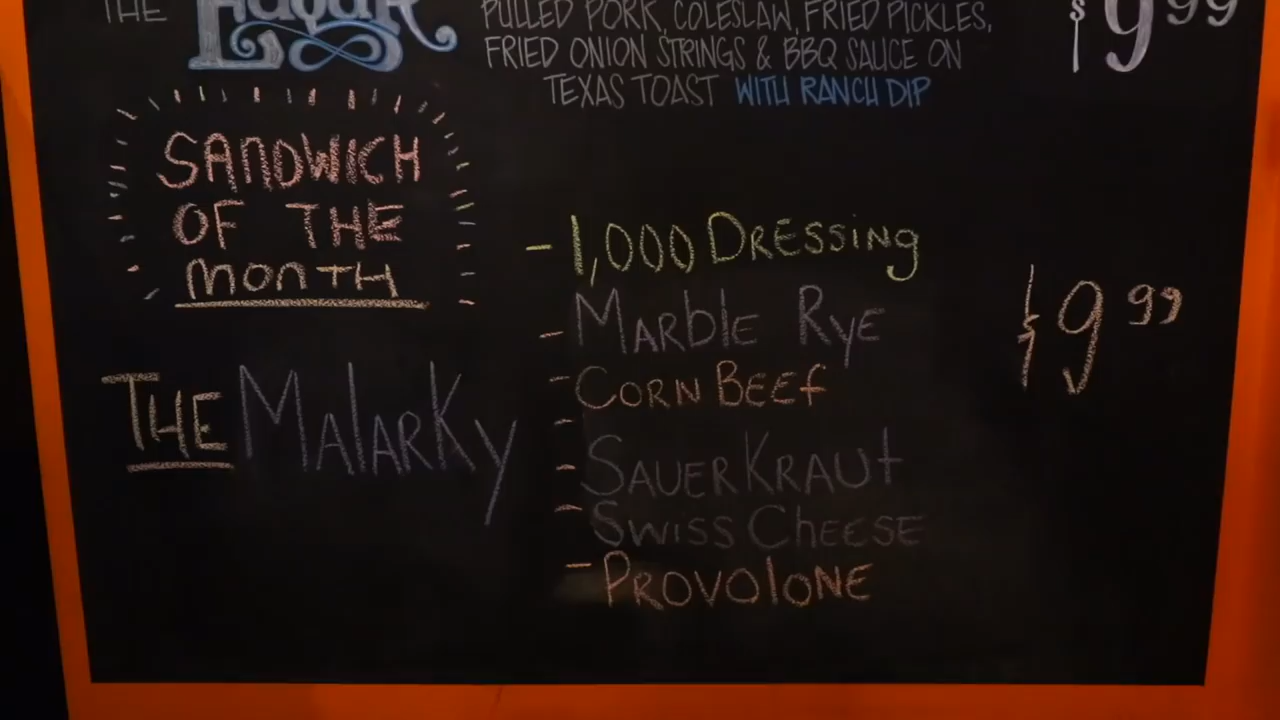 THE
PULLED PORK, COLESLAW, FRIED PICKLES,
FRIED ONION STRINGS & BBQ SAUCE ON
TEXAS TOAST WITH RANCH DIP
$9.99
SANDWICH
OF THE
MONTH
THE MALARKY
- 1,000 DRESSING
- MARBLE RYE
- CORN BEEF
- SAUERKRAUT
- SWISS CHEESE
- PROVOLONE
$9.99